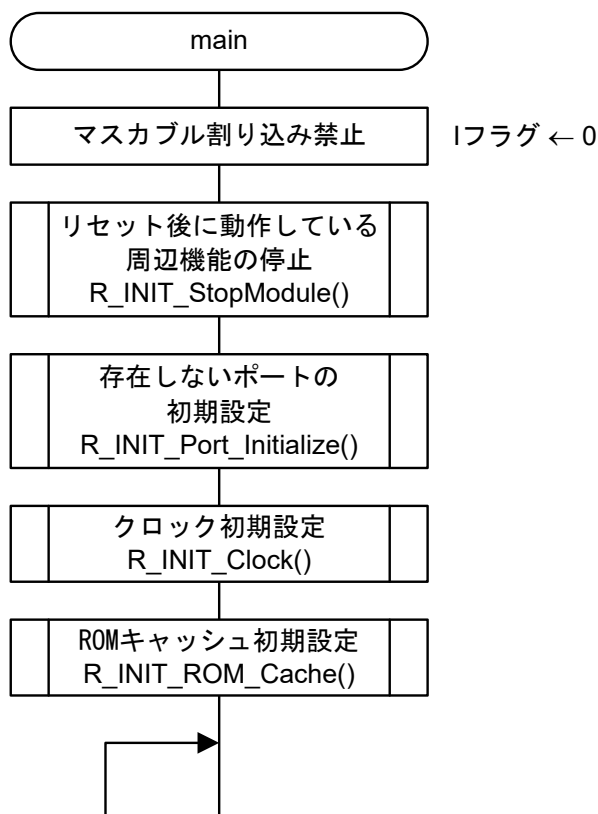 main
マスカブル割り込み禁止
Iフラグ ← 0
リセット後に動作している
周辺機能の停止
R_INIT_StopModule()
存在しないポートの
初期設定
R_INIT_Port_Initialize()
クロック初期設定
R_INIT_Clock()
ROMキャッシュ初期設定
R_INIT_ROM_Cache()